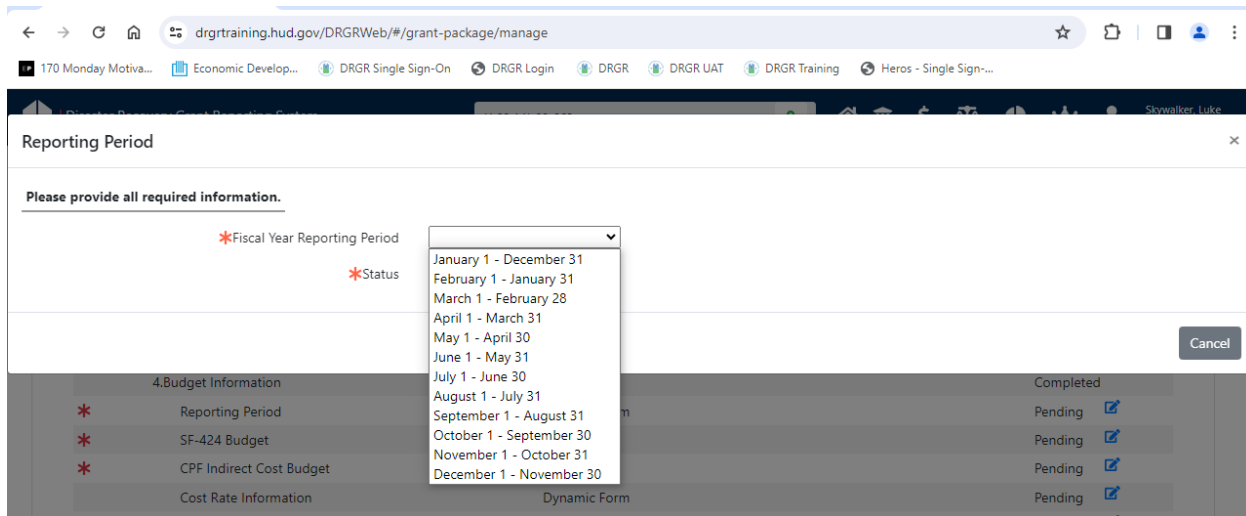 drgrtraining.hud.gov/DRGRWeb/#/grant-package/manage
170 Monday Motiva... Economic Develop... DRGR Single Sign-On DRGR Login DRGR DRGR UAT DRGR Training Heros - Single Sign-...
Disaster Recovery Grant Reporting System Skywalker, Luke
Reporting Period ×
Please provide all required information.
*Fiscal Year Reporting Period
*Status
January 1 - December 31
February 1 - January 31
March 1 - February 28
April 1 - March 31
May 1 - April 30
June 1 - May 31
July 1 - June 30
August 1 - July 31
September 1 - August 31
October 1 - September 30
November 1 - October 31
December 1 - November 30
Cancel
4.Budget Information Completed
* Reporting Period Pending
* SF-424 Budget Pending
* CPF Indirect Cost Budget Pending
Cost Rate Information Dynamic Form Pending